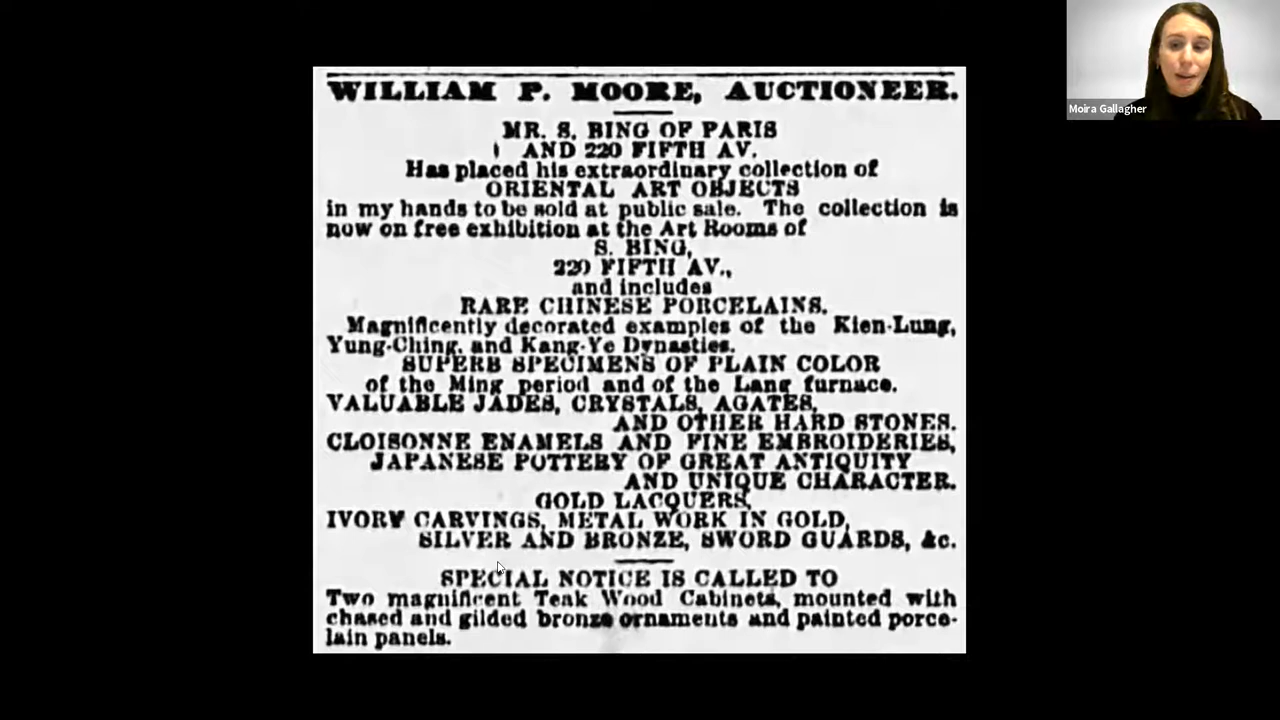 WILLIAM P. MOORE, AUCTIONEER.
MR. S. BING OF PARIS
AND 220 FIFTH AV.
Has placed his extraordinary collection of
ORIENTAL ART OBJECTS
in my hands to be sold at public sale. The collection is
now on free exhibition at the Art Rooms of
S. BING,
220 FIFTH AV.,
and includes
RARE CHINESE PORCELAINS.
Magnificently decorated examples of the Kien-Lung,
Yung-Ching, and Kang-Ye Dynasties.
SUPERB SPECIMENS OF PLAIN COLOR
of the Ming period and of the Lang furnace.
VALUABLE JADES, CRYSTALS, AGATES,
AND OTHER HARD STONES.
CLOISONNE ENAMELS AND FINE EMBROIDERIES,
JAPANESE POTTERY OF GREAT ANTIQUITY
AND UNIQUE CHARACTER.
GOLD LACQUERS,
IVORY CARVINGS, METAL WORK IN GOLD,
SILVER AND BRONZE, SWORD GUARDS, &c.
SPECIAL NOTICE IS CALLED TO
Two magnificent Teak Wood Cabinets, mounted with
chased and gilded bronze ornaments and painted porce-
lain panels.
Moira Gallagher